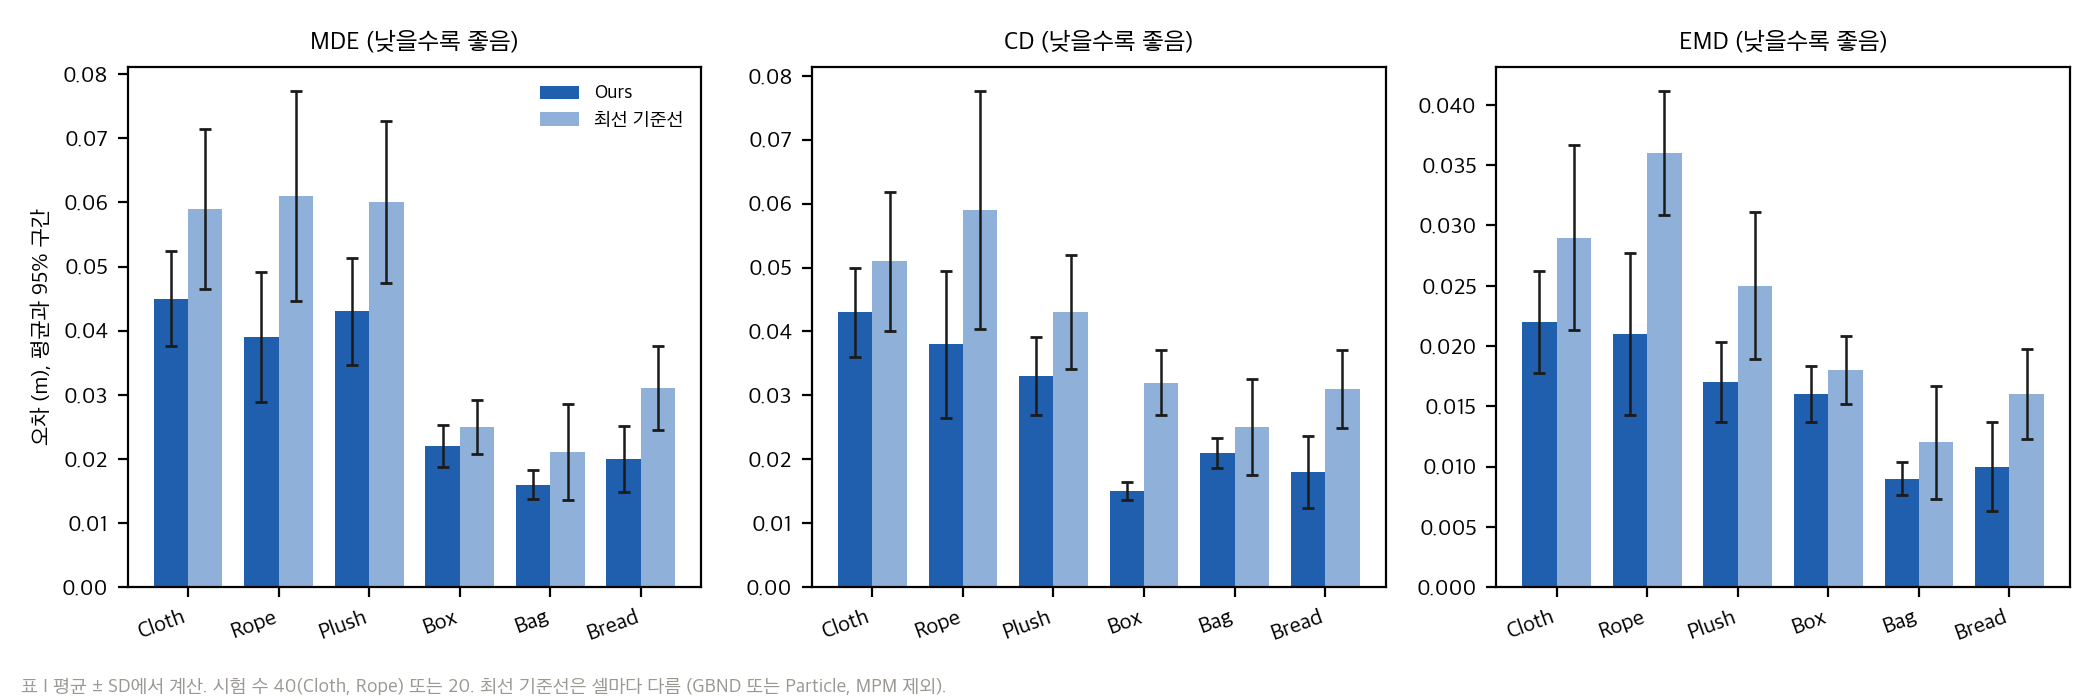 MDE (낮을수록 좋음)
오차 (m), 평균과 95% 구간
0.08
0.07
0.06
0.05
0.04
0.03
0.02
0.01
0.00
Ours
최선 기준선
Cloth
Rope
Plush
Box
Bag
Bread
CD (낮을수록 좋음)
0.08
0.07
0.06
0.05
0.04
0.03
0.02
0.01
0.00
Cloth
Rope
Plush
Box
Bag
Bread
EMD (낮을수록 좋음)
0.040
0.035
0.030
0.025
0.020
0.015
0.010
0.005
0.000
Cloth
Rope
Plush
Box
Bag
Bread
표 I 평균 ± SD에서 계산. 시험 수 40(Cloth, Rope) 또는 20. 최선 기준선은 셀마다 다름 (GBND 또는 Particle, MPM 제외).